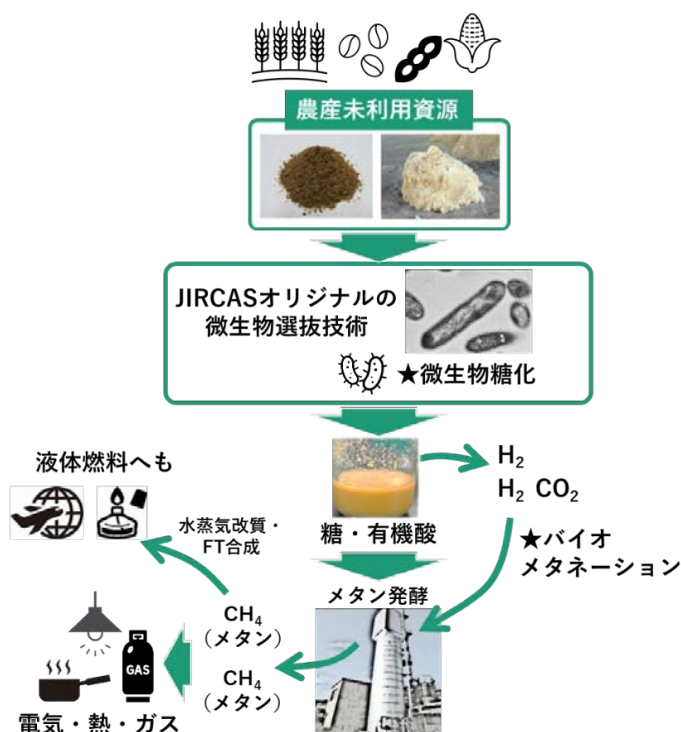 農産未利用資源
JIRCASオリジナルの
微生物選抜技術
★微生物糖化
糖・有機酸
H₂
H₂ CO₂
★バイオ
メタネーション
メタン発酵
CH₄
(メタン)
CH₄
(メタン)
水蒸気改質・
FT合成
液体燃料へも
GAS
電気・熱・ガス